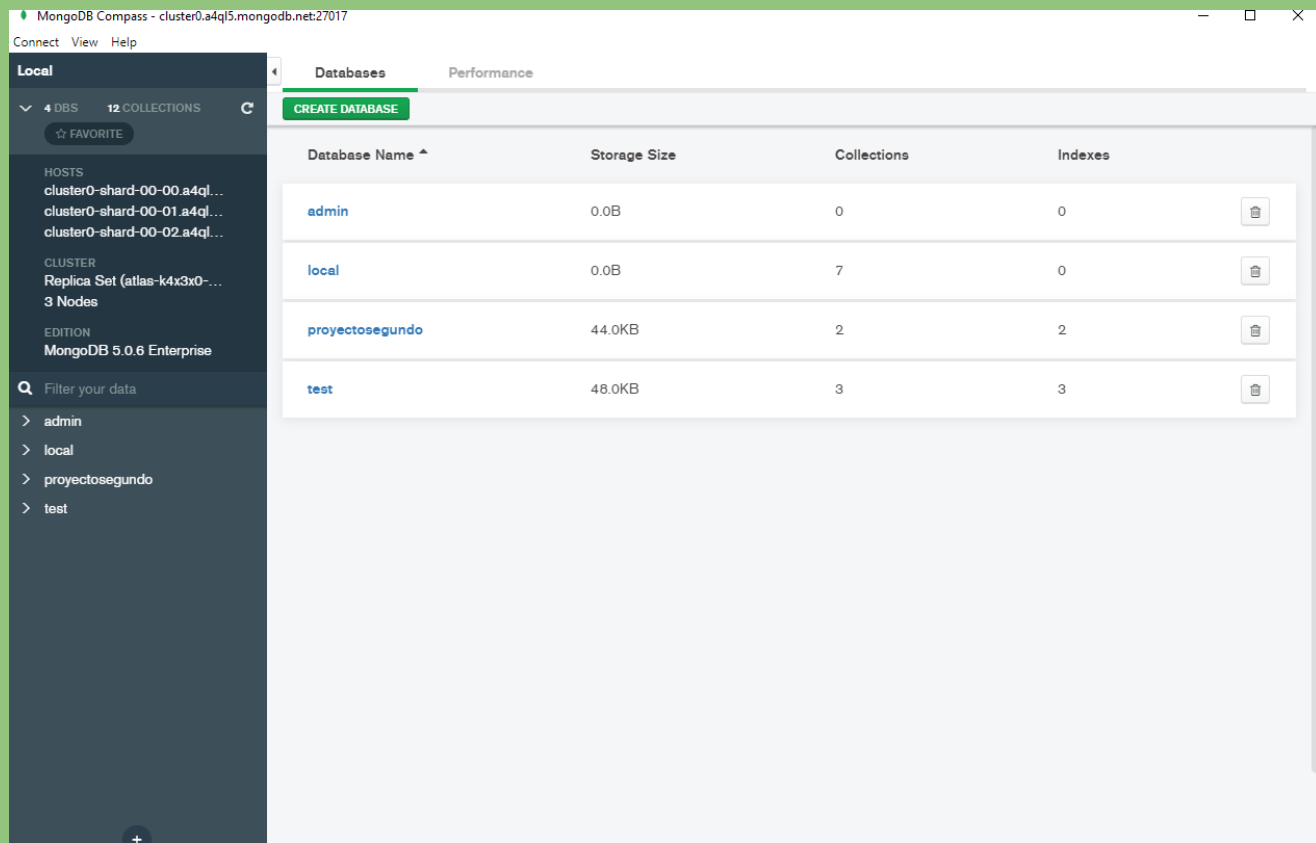 MongoDB Compass - cluster0.a4ql5.mongodb.net:27017
Connect View Help
Local
4 DBS 12 COLLECTIONS
FAVORITE
HOSTS
cluster0-shard-00-00.a4ql...
cluster0-shard-00-01.a4ql...
cluster0-shard-00-02.a4ql...
CLUSTER
Replica Set (atlas-k4x3x0-...
3 Nodes
EDITION
MongoDB 5.0.6 Enterprise
Filter your data
admin
local
proyectosegundo
test
Databases Performance
CREATE DATABASE
Database Name Storage Size Collections Indexes
admin 0.0B 0 0
local 0.0B 7 0
proyectosegundo 44.0KB 2 2
test 48.0KB 3 3